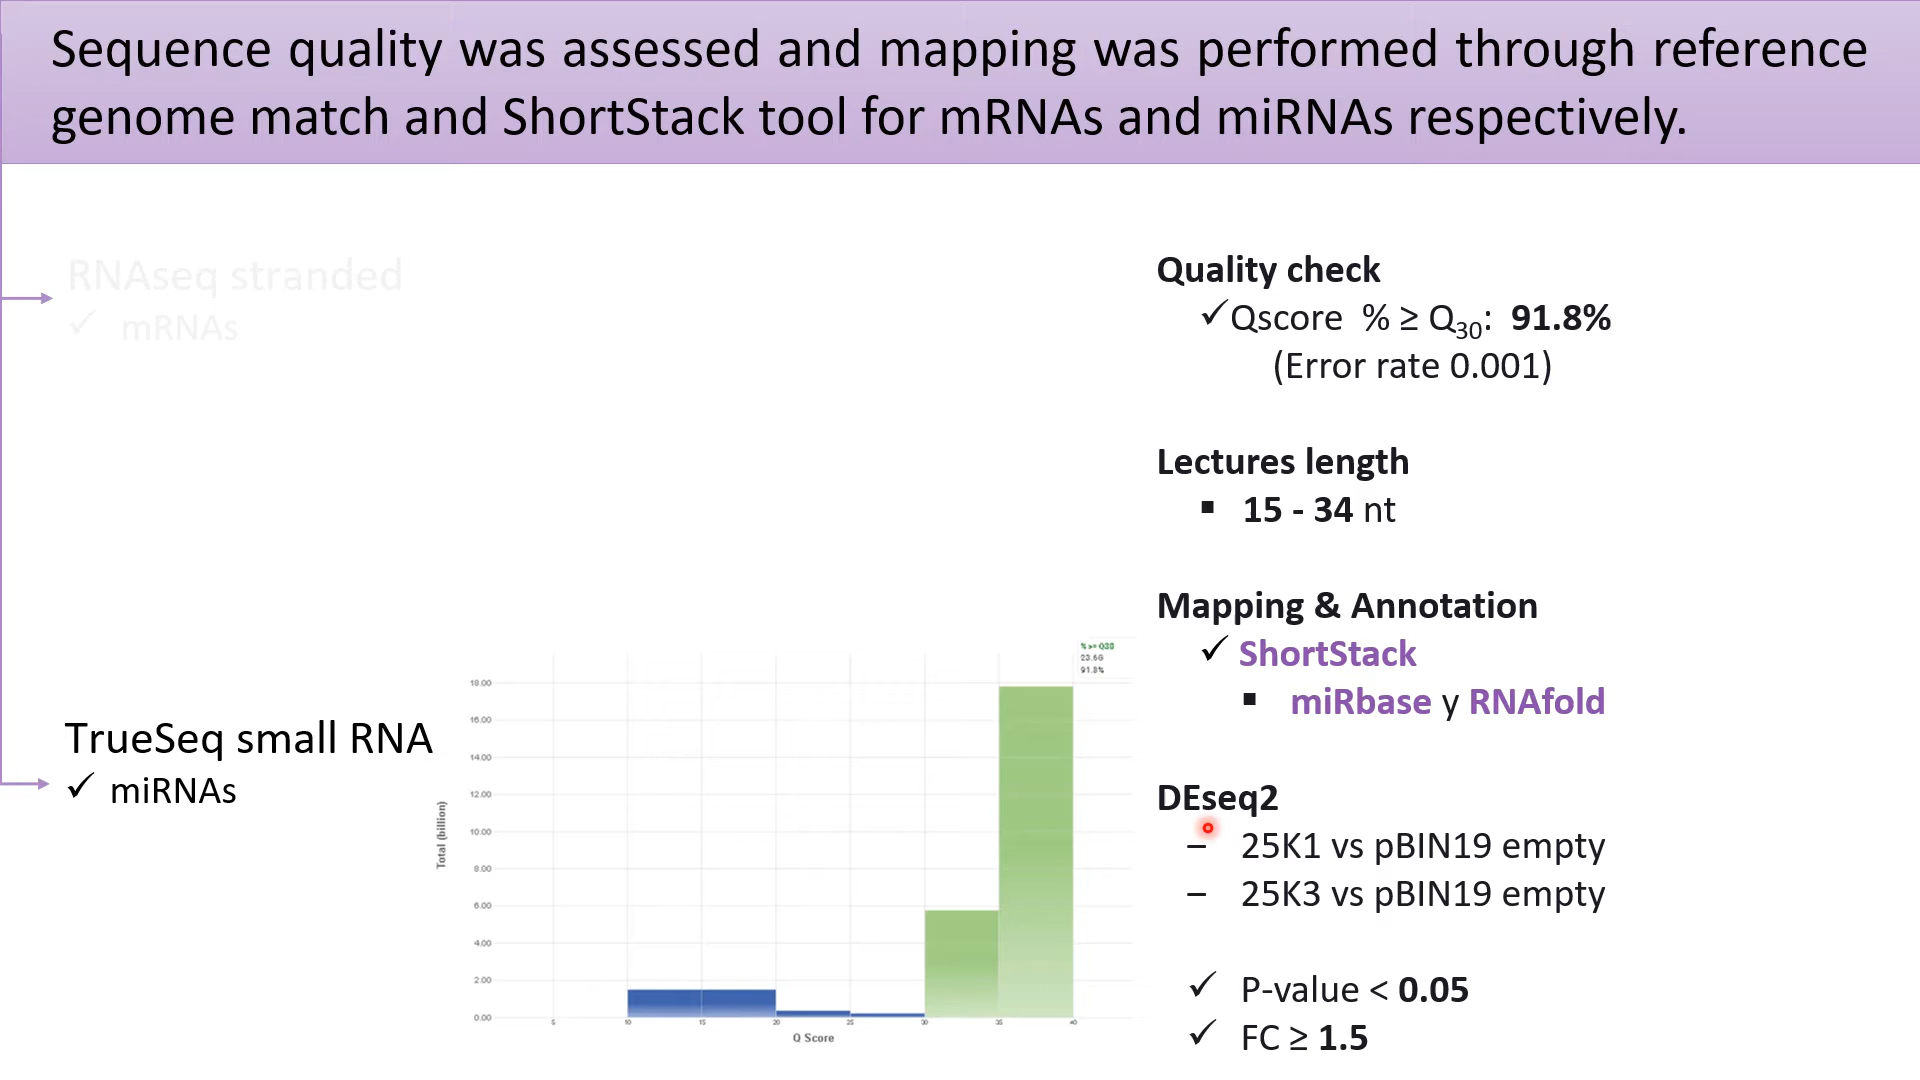 Sequence quality was assessed and mapping was performed through reference
genome match and ShortStack tool for mRNAs and miRNAs respectively.
RNAseq stranded
✓ mRNAs
TrueSeq small RNA
✓ miRNAs
% >= Q30
23.6G
91.8%
18.00
16.00
14.00
12.00
10.00
8.00
6.00
4.00
2.00
0.00
Total (billion)
5 10 15 20 25 30 35 40
Q Score
Quality check
✓Qscore % ≥ Q30: 91.8%
(Error rate 0.001)
Lectures length
▪ 15 - 34 nt
Mapping & Annotation
✓ ShortStack
▪ miRbase y RNAfold
DEseq2
– 25K1 vs pBIN19 empty
– 25K3 vs pBIN19 empty
✓ P-value < 0.05
✓ FC ≥ 1.5